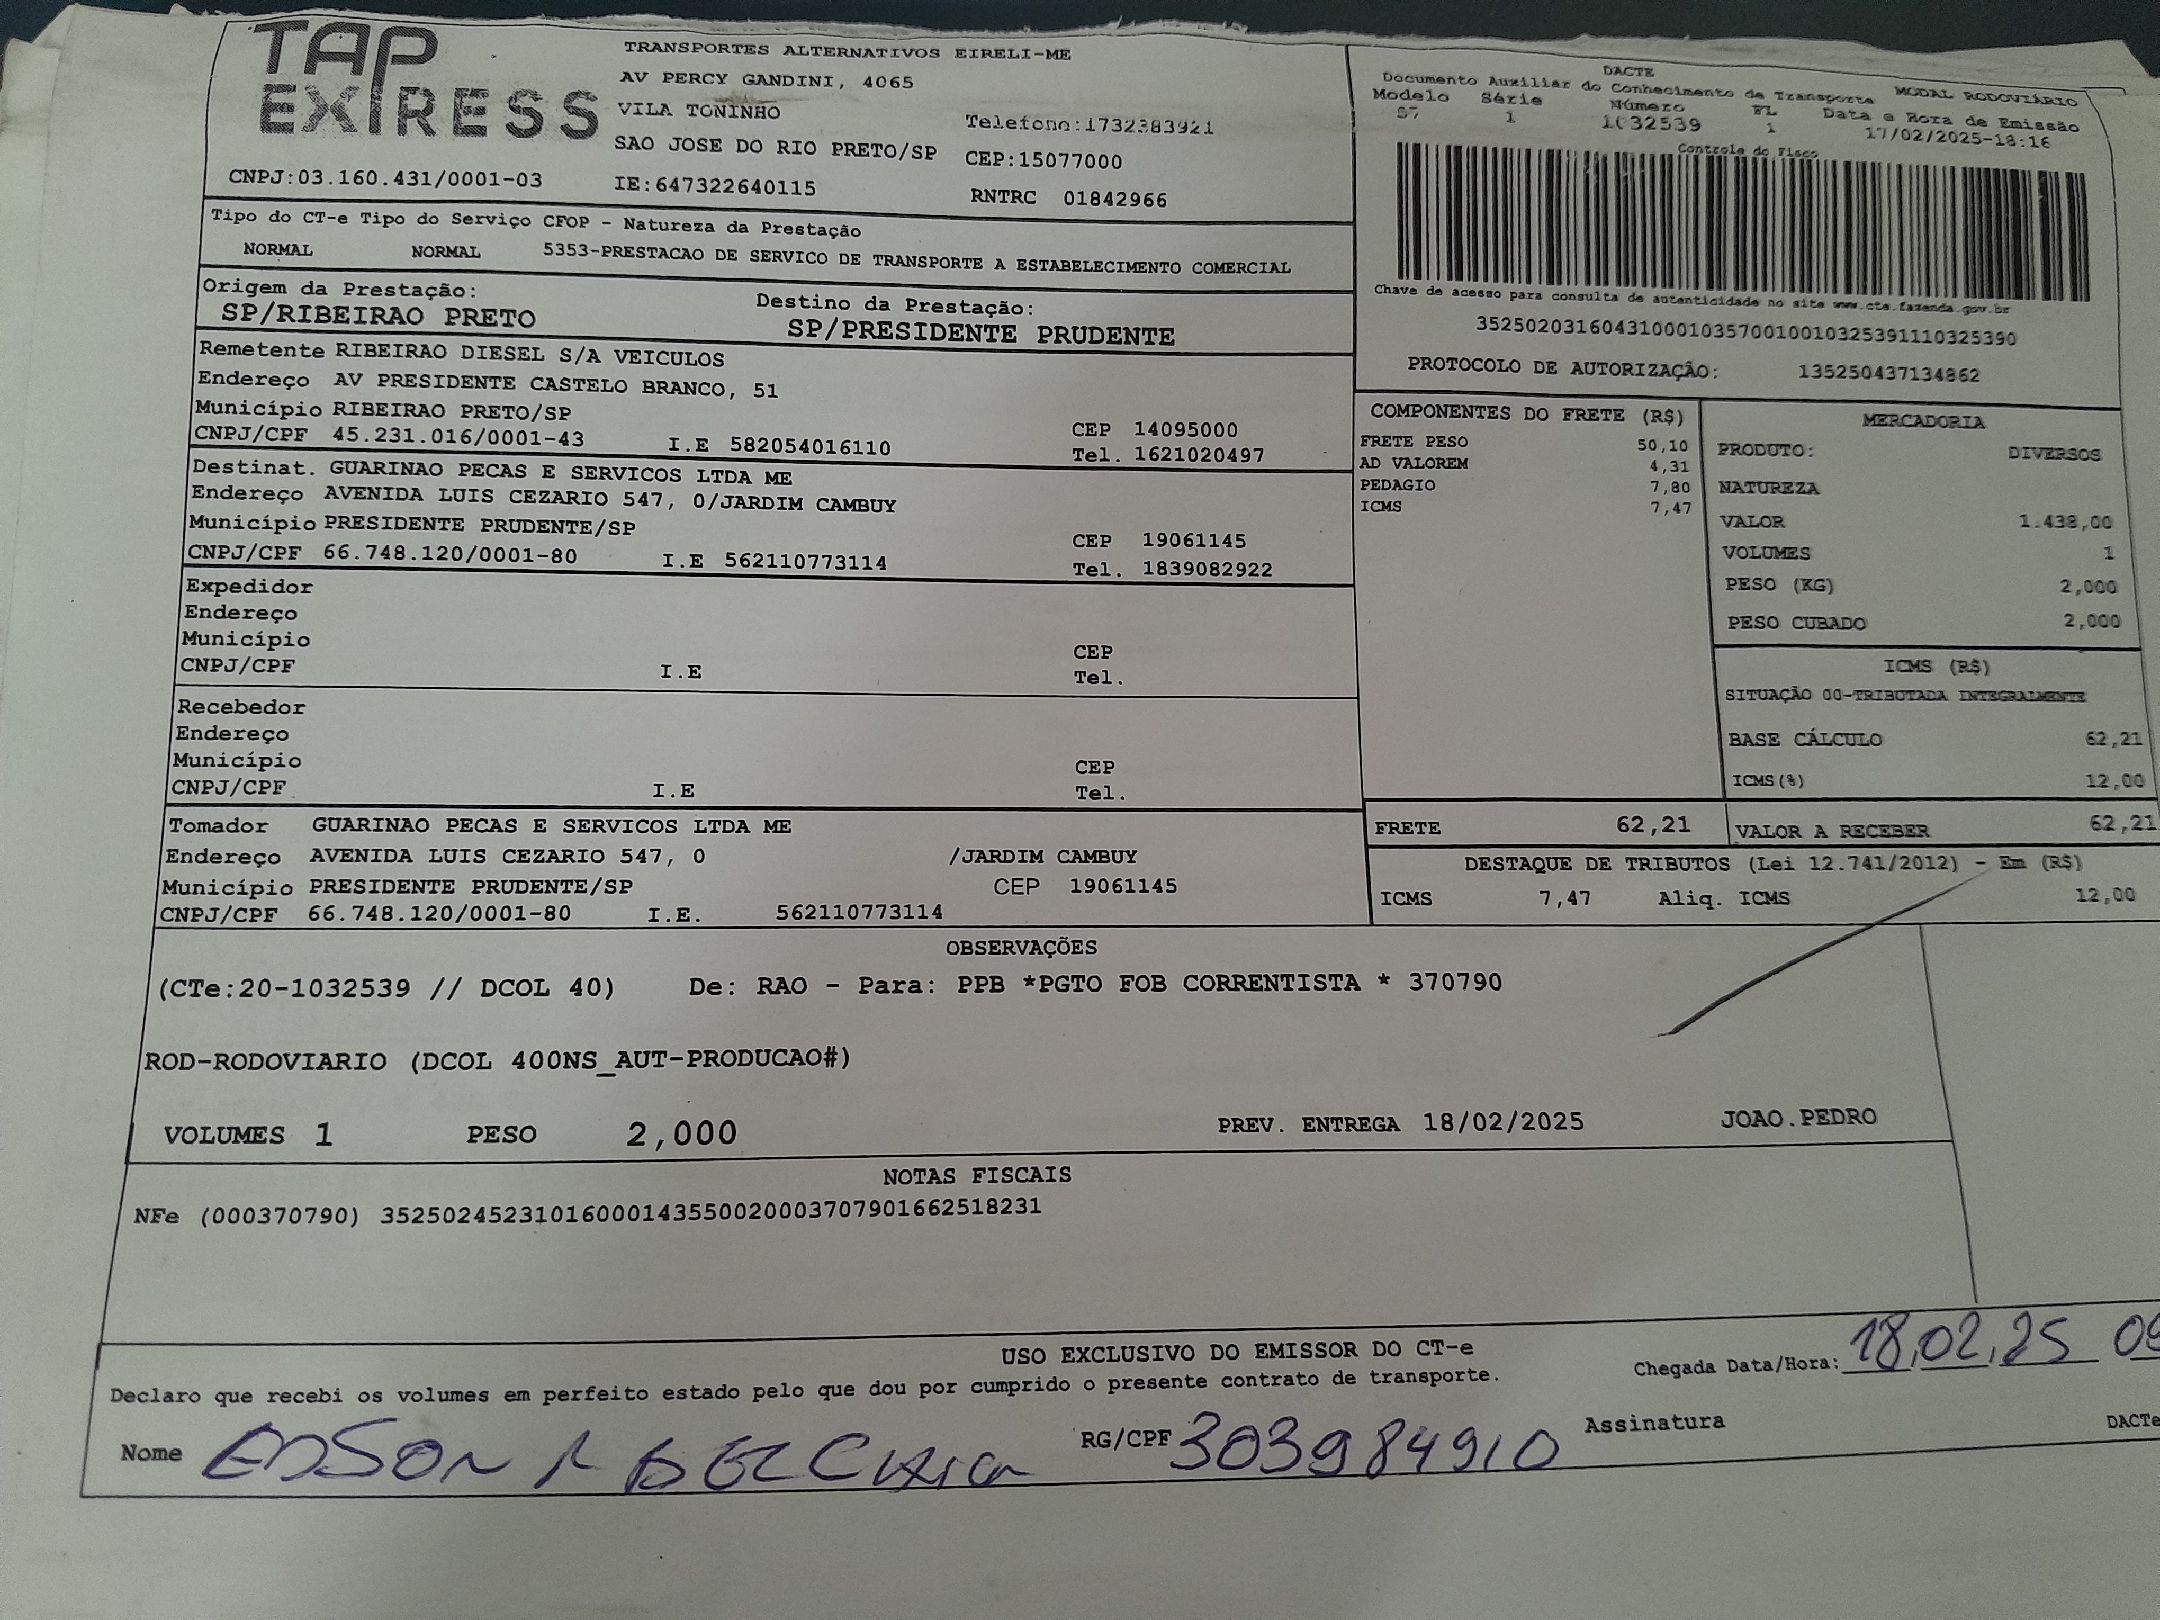 TAP
EXPRESS
TRANSPORTES ALTERNATIVOS EIRELI-ME
AV PERCY GANDINI, 4065
VILA TONINHO
Telefone:1732383921
SAO JOSE DO RIO PRETO/SP CEP:15077000
CNPJ:03.160.431/0001-03 IE:647322640115 RNTRC 01842966
DACTE
Documento Auxiliar do Conhecimento de Transporte MODAL RODOVIÁRIO
Modelo Série Número FL Data e Hora de Emissão
57 1 1032539 1 17/02/2025-18:16
Controle do Fisco
Chave de acesso para consulta de autenticidade no site www.cte.fazenda.gov.br
35250203160431000103570010010325391110325390
PROTOCOLO DE AUTORIZAÇÃO: 135250437134862
Tipo do CT-e Tipo do Serviço CFOP - Natureza da Prestação
NORMAL NORMAL 5353-PRESTACAO DE SERVICO DE TRANSPORTE A ESTABELECIMENTO COMERCIAL
Origem da Prestação: Destino da Prestação:
SP/RIBEIRAO PRETO SP/PRESIDENTE PRUDENTE
Remetente RIBEIRAO DIESEL S/A VEICULOS
Endereço AV PRESIDENTE CASTELO BRANCO, 51
Município RIBEIRAO PRETO/SP CEP 14095000
CNPJ/CPF 45.231.016/0001-43 I.E 582054016110 Tel. 1621020497
Destinat. GUARINAO PECAS E SERVICOS LTDA ME
Endereço AVENIDA LUIS CEZARIO 547, 0/JARDIM CAMBUY
Município PRESIDENTE PRUDENTE/SP CEP 19061145
CNPJ/CPF 66.748.120/0001-80 I.E 562110773114 Tel. 1839082922
Expedidor
Endereço
Município CEP
CNPJ/CPF I.E Tel.
Recebedor
Endereço
Município CEP
CNPJ/CPF I.E Tel.
Tomador GUARINAO PECAS E SERVICOS LTDA ME
Endereço AVENIDA LUIS CEZARIO 547, 0 /JARDIM CAMBUY
Município PRESIDENTE PRUDENTE/SP CEP 19061145
CNPJ/CPF 66.748.120/0001-80 I.E. 562110773114
COMPONENTES DO FRETE (R$)
FRETE PESO 50,10
AD VALOREM 4,31
PEDAGIO 7,80
ICMS 7,47
MERCADORIA
PRODUTO: DIVERSOS
NATUREZA
VALOR 1.438,00
VOLUMES 1
PESO (KG) 2,000
PESO CUBADO 2,000
ICMS (R$)
SITUAÇÃO 00-TRIBUTADA INTEGRALMENTE
BASE CÁLCULO 62,21
ICMS(%) 12,00
FRETE 62,21 VALOR A RECEBER 62,21
DESTAQUE DE TRIBUTOS (Lei 12.741/2012) - Em (R$)
ICMS 7,47 Aliq. ICMS 12,00
OBSERVAÇÕES
(CTe:20-1032539 // DCOL 40) De: RAO - Para: PPB *PGTO FOB CORRENTISTA * 370790
ROD-RODOVIARIO (DCOL 400NS_AUT-PRODUCAO#)
VOLUMES 1 PESO 2,000 PREV. ENTREGA 18/02/2025 JOAO.PEDRO
NOTAS FISCAIS
NFe (000370790) 35250245231016000143550020003707901662518231
USO EXCLUSIVO DO EMISSOR DO CT-e
Declaro que recebi os volumes em perfeito estado pelo que dou por cumprido o presente contrato de transporte.
Chegada Data/Hora: 18,02,25
Nome EDSON RG/CPF 303984910 Assinatura DACTe